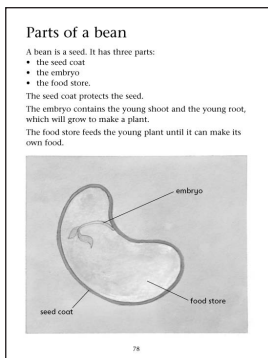 Parts of a bean
A bean is a seed. It has three parts:
• the seed coat
• the embryo
• the food store.
The seed coat protects the seed.
The embryo contains the young shoot and the young root,
which will grow to make a plant.
The food store feeds the young plant until it can make its
own food.
embryo
food store
seed coat
78